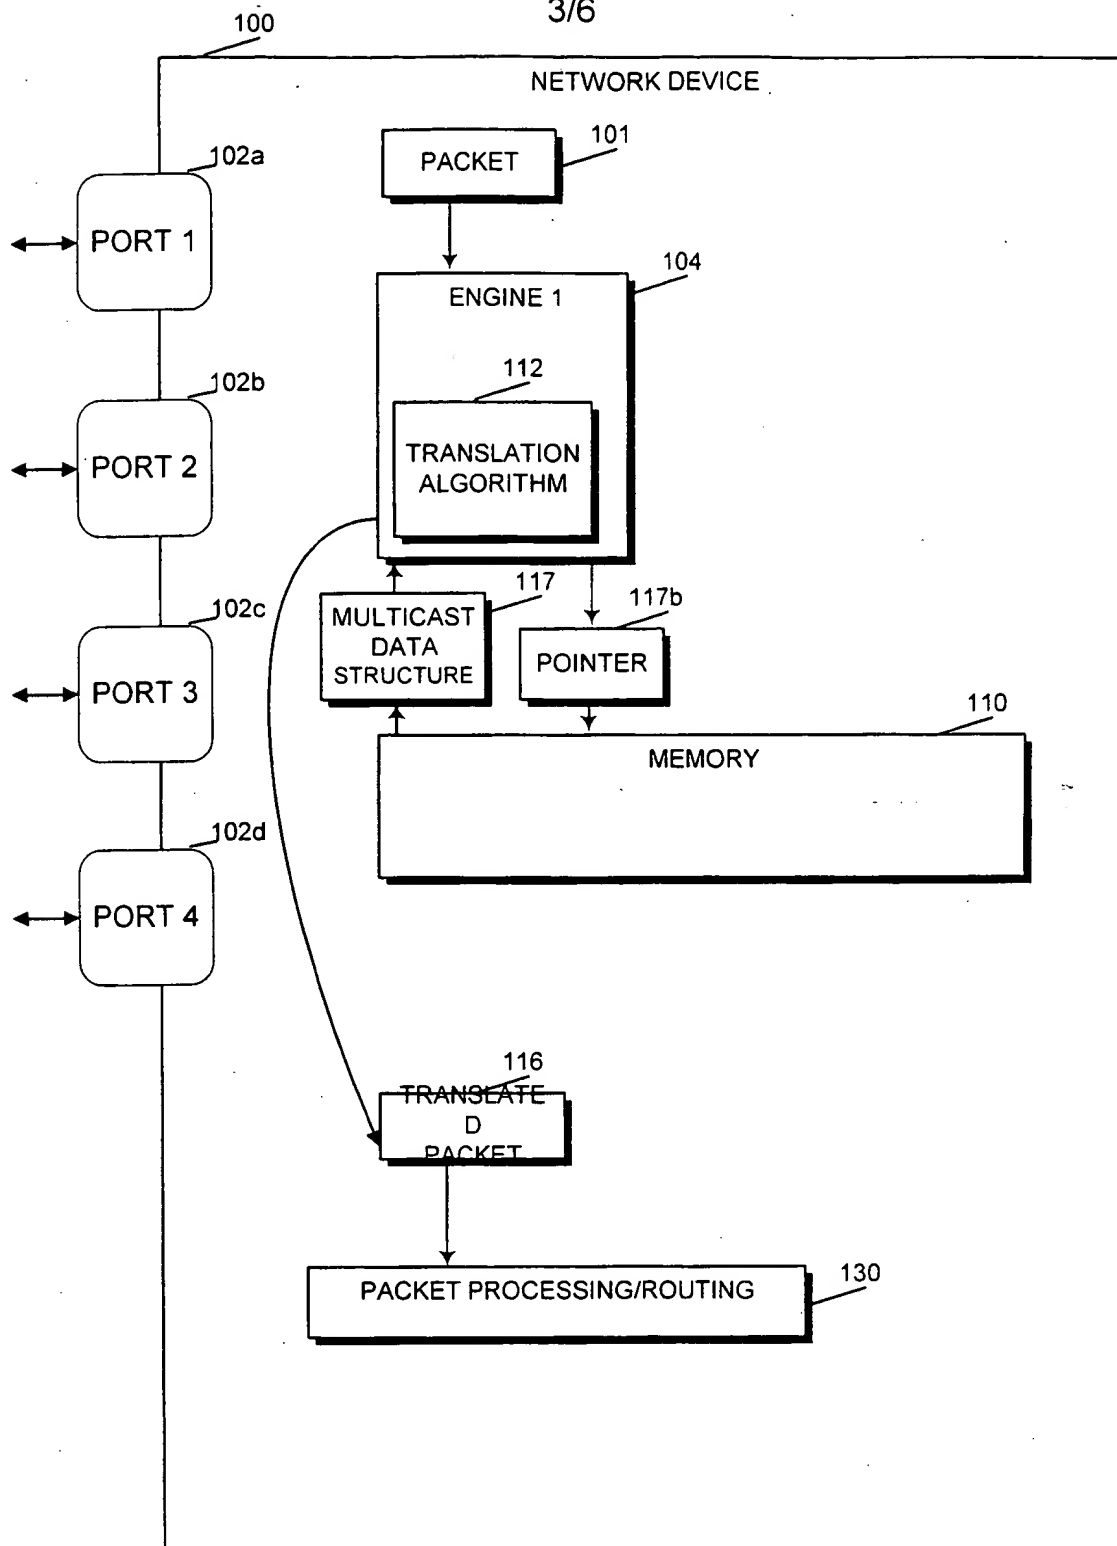 3/6
100
NETWORK DEVICE
102a
PORT 1
101
PACKET
104
ENGINE 1
112
TRANSLATION
ALGORITHM
102b
PORT 2
117
MULTICAST
DATA
STRUCTURE
117b
POINTER
102c
PORT 3
110
MEMORY
102d
PORT 4
116
TRANSLATE
D
PACKET
130
PACKET PROCESSING/ROUTING